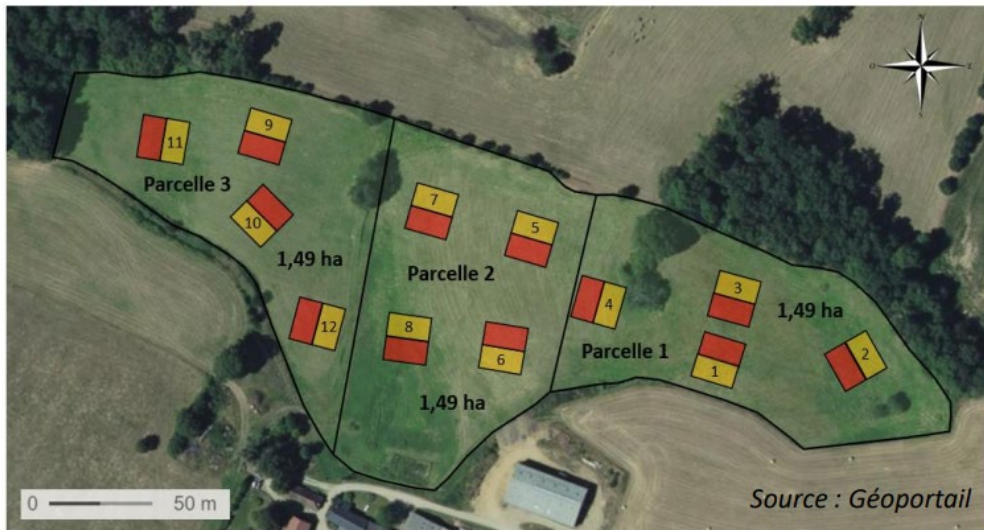 N
O
E
S
9
11
Parcelle 3
7
10
5
1,49 ha
Parcelle 2
3
4
1,49 ha
12
8
Parcelle 1
2
6
1
1,49 ha
0 50 m
Source : Géoportail